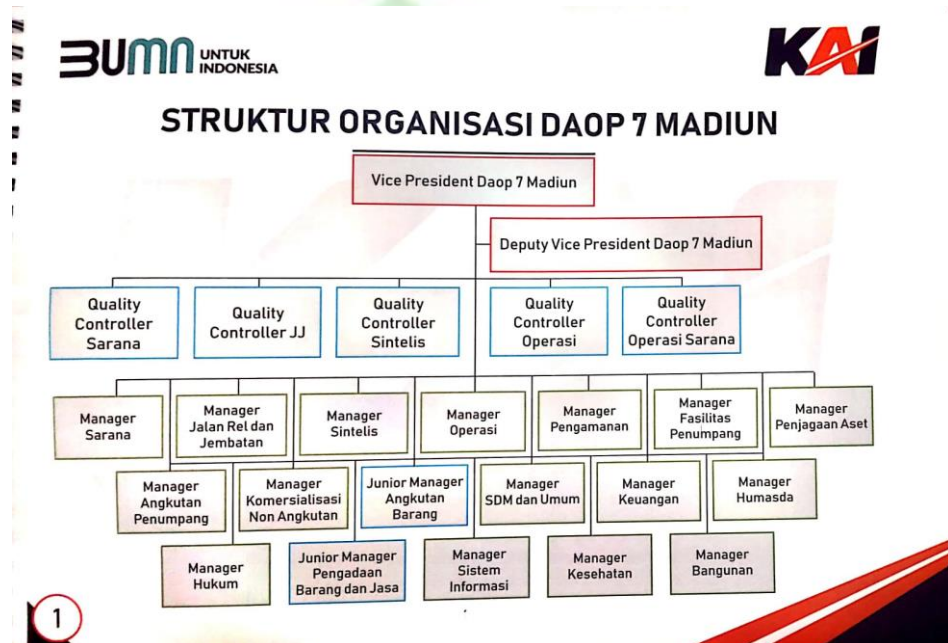 BUMN UNTUK
INDONESIA
KAI
STRUKTUR ORGANISASI DAOP 7 MADIUN
Vice President Daop 7 Madiun
Deputy Vice President Daop 7 Madiun
Quality
Controller
Sarana
Quality
Controller JJ
Quality
Controller
Sintelis
Quality
Controller
Operasi
Quality
Controller
Operasi Sarana
Manager
Sarana
Manager
Jalan Rel dan
Jembatan
Manager
Sintelis
Manager
Operasi
Manager
Pengamanan
Manager
Fasilitas
Penumpang
Manager
Penjagaan Aset
Manager
Angkutan
Penumpang
Manager
Komersialisasi
Non Angkutan
Junior Manager
Angkutan
Barang
Manager
SDM dan Umum
Manager
Keuangan
Manager
Humasda
Manager
Hukum
Junior Manager
Pengadaan
Barang dan Jasa
Manager
Sistem
Informasi
Manager
Kesehatan
Manager
Bangunan
1